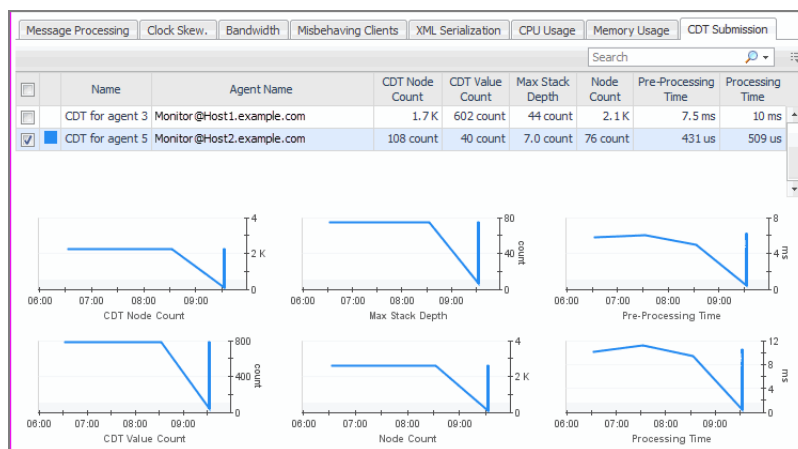 Message Processing Clock Skew. Bandwidth Misbehaving Clients XML Serialization CPU Usage Memory Usage CDT Submission
Search
Name Agent Name CDT Node Count CDT Value Count Max Stack Depth Node Count Pre-Processing Time Processing Time
CDT for agent 3 Monitor@Host1.example.com 1.7 K 602 count 44 count 2.1 K 7.5 ms 10 ms
CDT for agent 5 Monitor@Host2.example.com 108 count 40 count 7.0 count 76 count 431 us 509 us
4
2 K
0
06:00 07:00 08:00 09:00
CDT Node Count
80
40
0
count
06:00 07:00 08:00 09:00
Max Stack Depth
8
4
0
ms
06:00 07:00 08:00 09:00
Pre-Processing Time
800
400
0
count
06:00 07:00 08:00 09:00
CDT Value Count
4
2 K
0
06:00 07:00 08:00 09:00
Node Count
12
8
4
0
ms
06:00 07:00 08:00 09:00
Processing Time